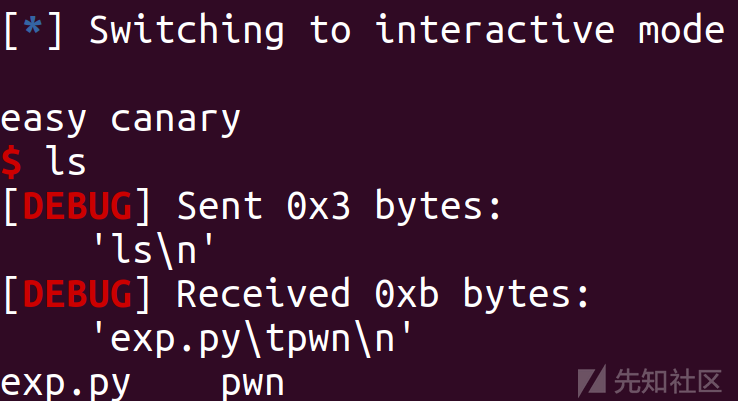 [*] Switching to interactive mode
easy canary
$ ls
[DEBUG] Sent 0x3 bytes:
    'ls\n'
[DEBUG] Received 0xb bytes:
    'exp.py\tpwn\n'
exp.py    pwn
先知社区